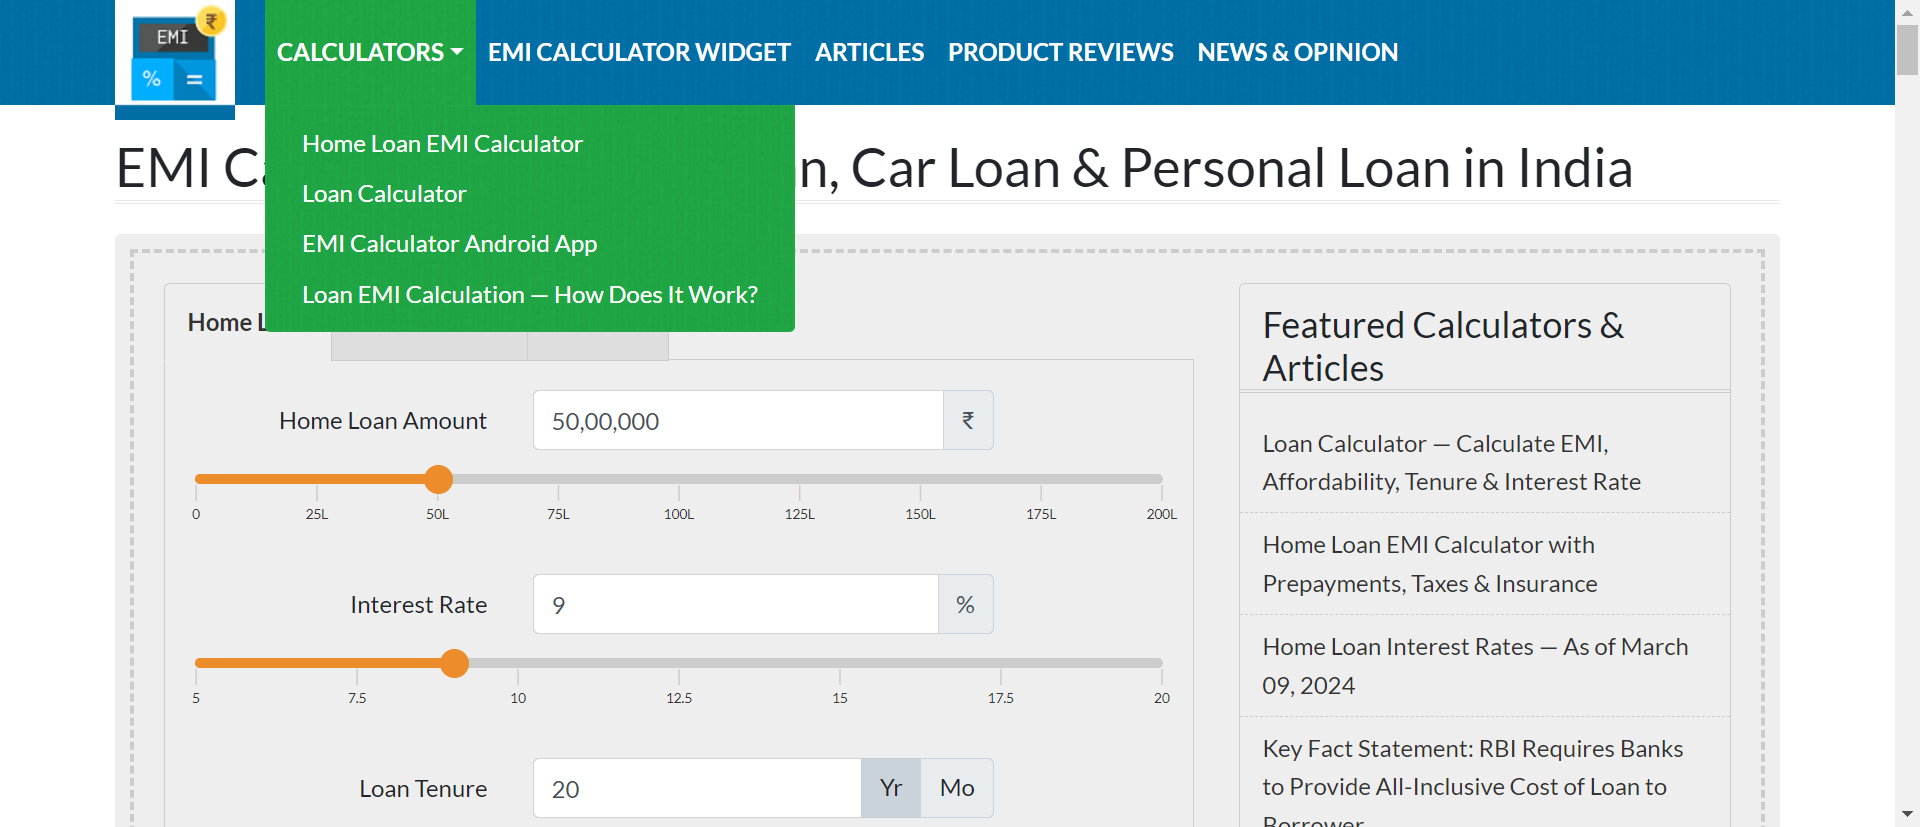 EMI
₹
%
=
CALCULATORS
EMI CALCULATOR WIDGET
ARTICLES
PRODUCT REVIEWS
NEWS & OPINION
Home Loan EMI Calculator
Loan Calculator
EMI Calculator Android App
Loan EMI Calculation — How Does It Work?
EMI
Car Loan & Personal Loan in India
Home
Home Loan Amount
50,00,000
₹
0 25L 50L 75L 100L 125L 150L 175L 200L
Interest Rate
9
%
5 7.5 10 12.5 15 17.5 20
Loan Tenure
20
Yr
Mo
Featured Calculators &
Articles
Loan Calculator — Calculate EMI,
Affordability, Tenure & Interest Rate
Home Loan EMI Calculator with
Prepayments, Taxes & Insurance
Home Loan Interest Rates — As of March
09, 2024
Key Fact Statement: RBI Requires Banks
to Provide All-Inclusive Cost of Loan to
Borrower